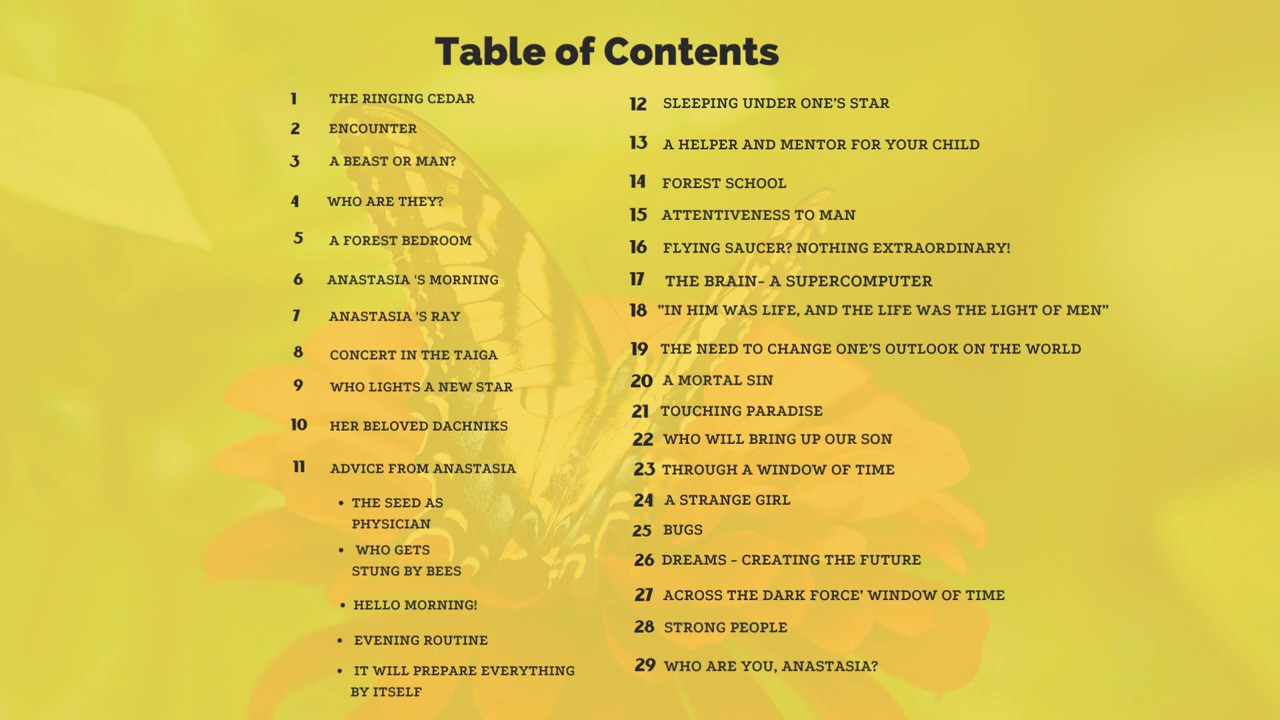 Table of Contents
1 THE RINGING CEDAR
2 ENCOUNTER
3 A BEAST OR MAN?
4 WHO ARE THEY?
5 A FOREST BEDROOM
6 ANASTASIA 'S MORNING
7 ANASTASIA 'S RAY
8 CONCERT IN THE TAIGA
9 WHO LIGHTS A NEW STAR
10 HER BELOVED DACHNIKS
11 ADVICE FROM ANASTASIA
• THE SEED AS
PHYSICIAN
• WHO GETS
STUNG BY BEES
• HELLO MORNING!
• EVENING ROUTINE
• IT WILL PREPARE EVERYTHING
BY ITSELF
12 SLEEPING UNDER ONE'S STAR
13 A HELPER AND MENTOR FOR YOUR CHILD
14 FOREST SCHOOL
15 ATTENTIVENESS TO MAN
16 FLYING SAUCER? NOTHING EXTRAORDINARY!
17 THE BRAIN- A SUPERCOMPUTER
18 "IN HIM WAS LIFE, AND THE LIFE WAS THE LIGHT OF MEN"
19 THE NEED TO CHANGE ONE'S OUTLOOK ON THE WORLD
20 A MORTAL SIN
21 TOUCHING PARADISE
22 WHO WILL BRING UP OUR SON
23 THROUGH A WINDOW OF TIME
24 A STRANGE GIRL
25 BUGS
26 DREAMS - CREATING THE FUTURE
27 ACROSS THE DARK FORCE' WINDOW OF TIME
28 STRONG PEOPLE
29 WHO ARE YOU, ANASTASIA?